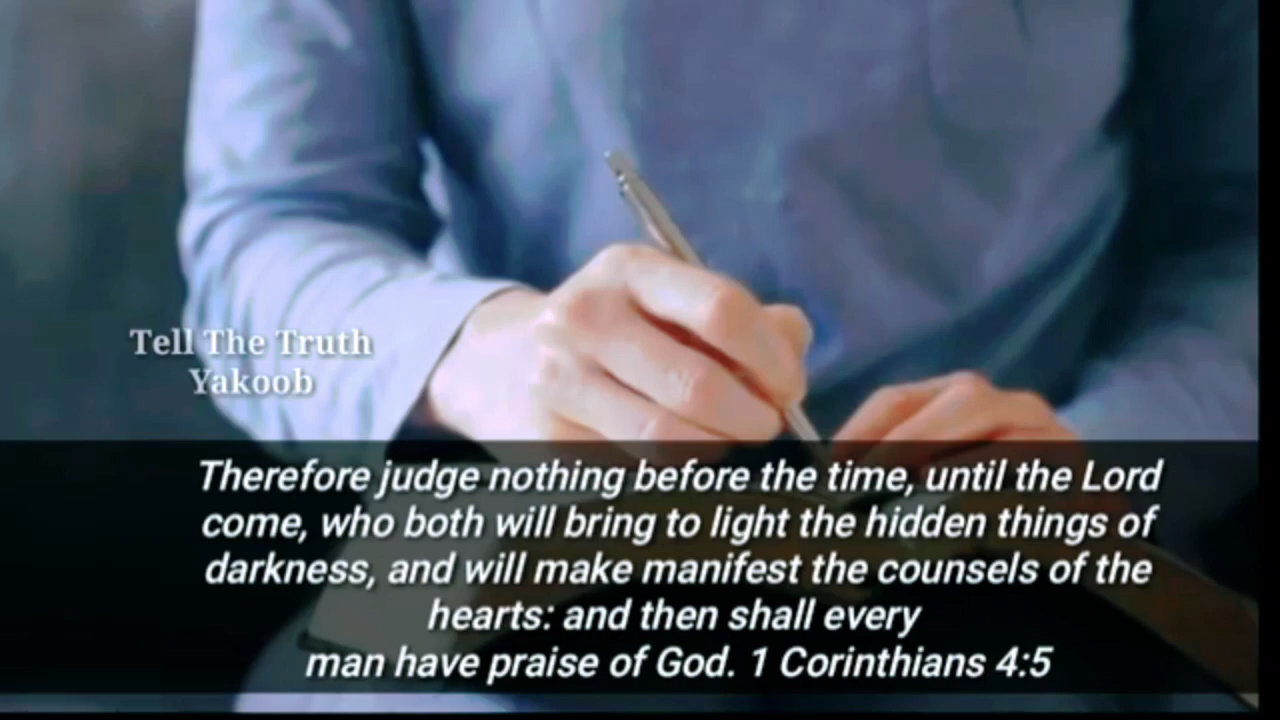 Tell The Truth
Yakoob
Therefore judge nothing before the time, until the Lord
come, who both will bring to light the hidden things of
darkness, and will make manifest the counsels of the
hearts: and then shall every
man have praise of God. 1 Corinthians 4:5